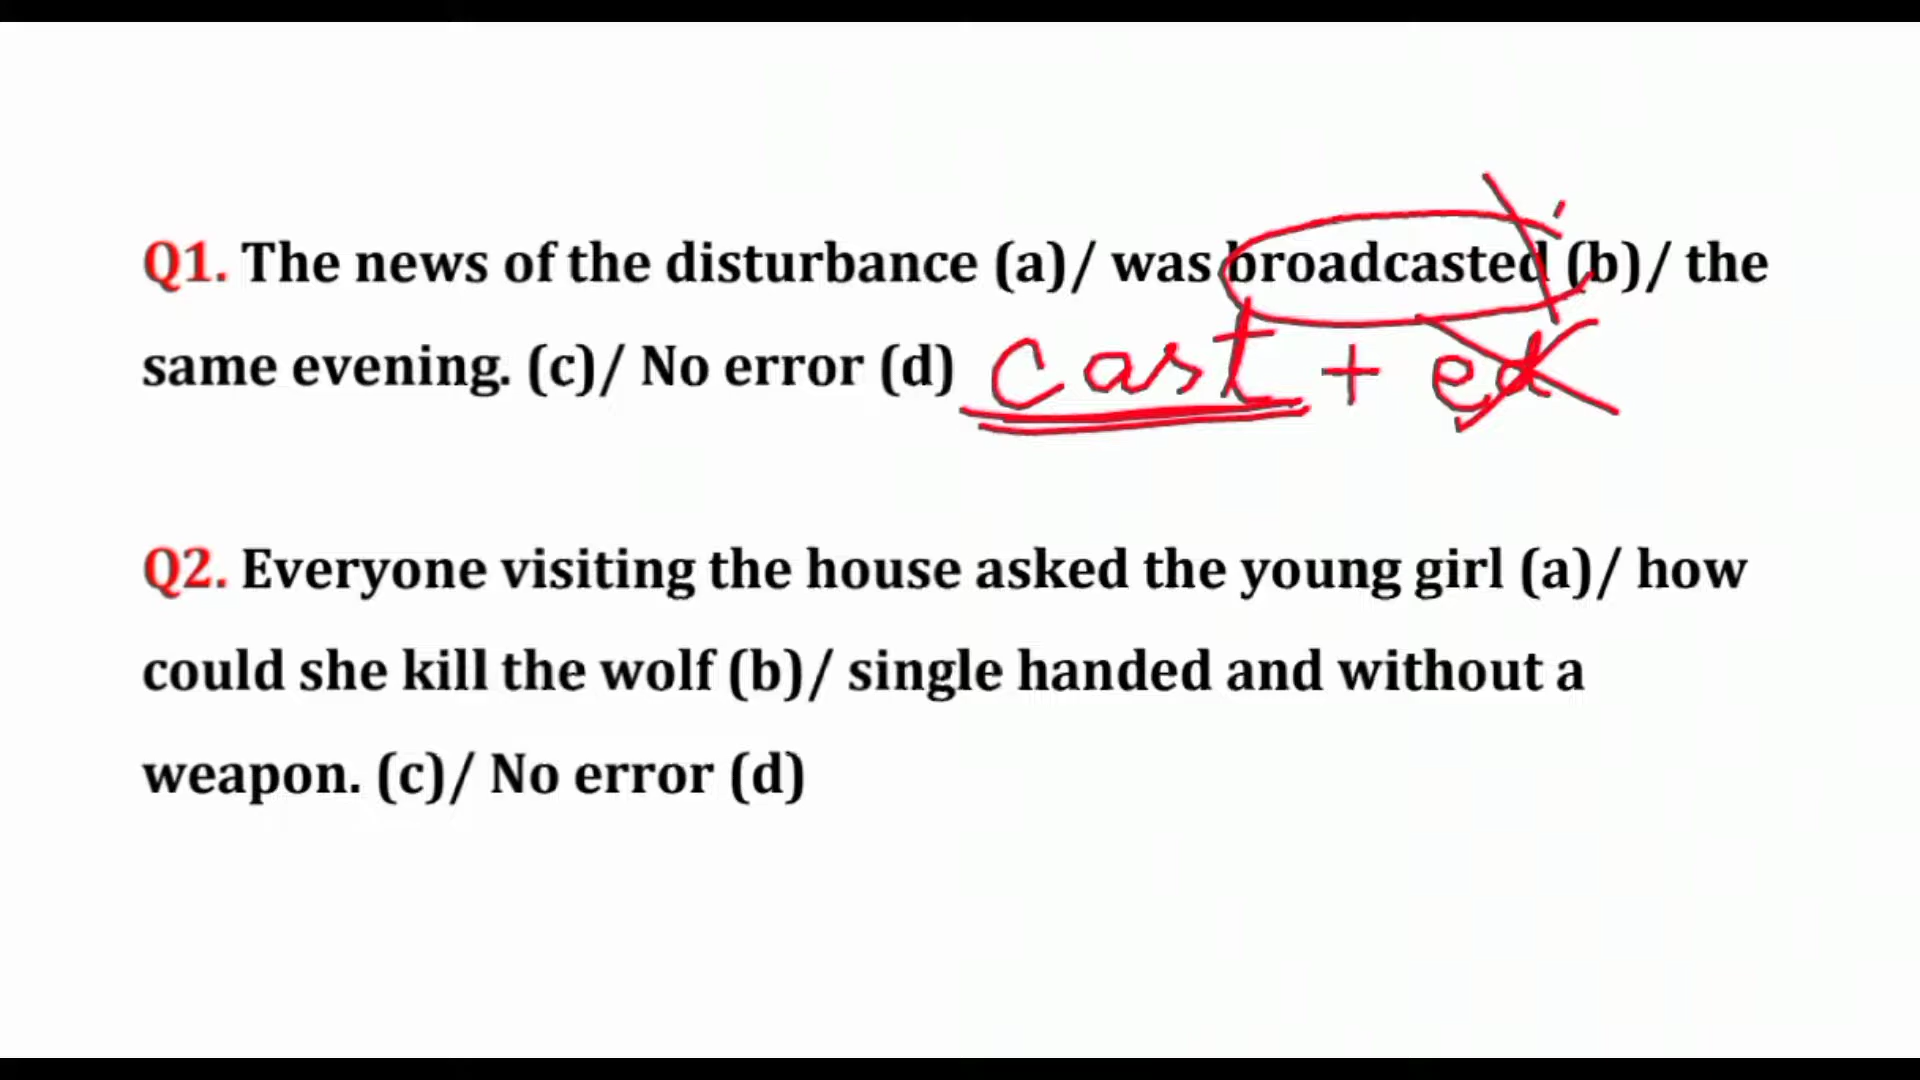 Q1. The news of the disturbance (a)/ was broadcasted (b)/ the
same evening. (c)/ No error (d) cast + ed
Q2. Everyone visiting the house asked the young girl (a)/ how
could she kill the wolf (b)/ single handed and without a
weapon. (c)/ No error (d)